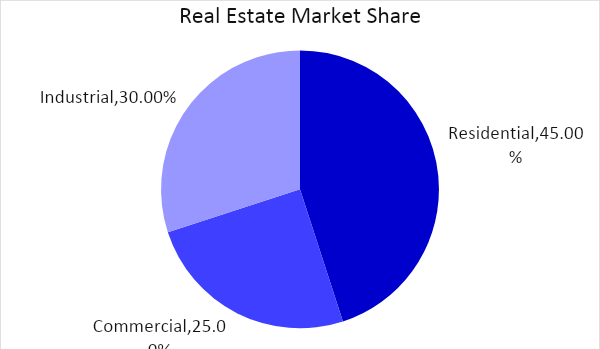 Real Estate Market Share
Industrial,30.00%
Residential,45.00
%
Commercial,25.0
0%